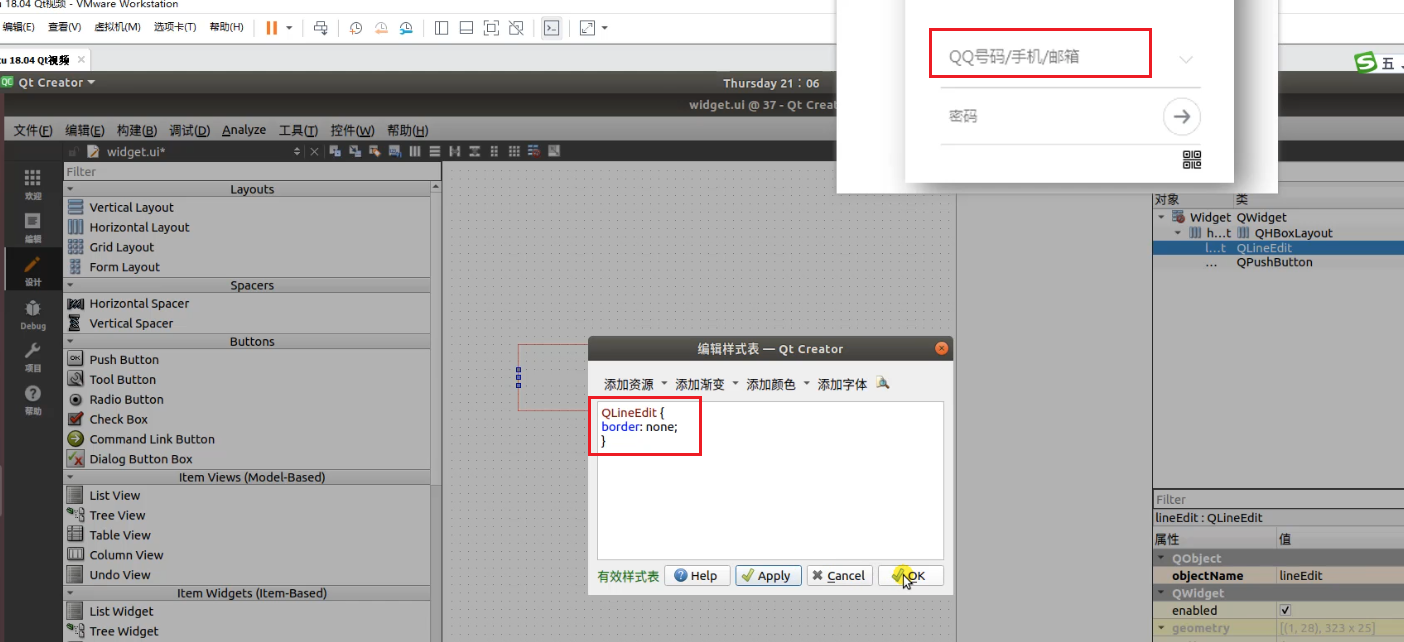 u 18.04 Qt视频 - VMware Workstation
编辑(E) 查看(V) 虚拟机(M) 选项卡(T) 帮助(H)
u 18.04 Qt视频
QQ号码/手机/邮箱
五
Qt Creator
Thursday 21：06
widget.ui @ 37 - Qt Crea
密码
文件(F) 编辑(E) 构建(B) 调试(D) Analyze 工具(T) 控件(W) 帮助(H)
widget.ui*
欢迎
编辑
设计
Debug
项目
帮助
Filter
Layouts
Vertical Layout
Horizontal Layout
Grid Layout
Form Layout
Spacers
Horizontal Spacer
Vertical Spacer
Buttons
Push Button
Tool Button
Radio Button
Check Box
Command Link Button
Dialog Button Box
Item Views (Model-Based)
List View
Tree View
Table View
Column View
Undo View
Item Widgets (Item-Based)
List Widget
Tree Widget
编辑样式表 — Qt Creator
添加资源 添加渐变 添加颜色 添加字体
QLineEdit {
border: none;
}
有效样式表 Help Apply Cancel OK
对象 类
Widget QWidget
h...t QHBoxLayout
l...t QLineEdit
... QPushButton
Filter
lineEdit : QLineEdit
属性 值
QObject
objectName lineEdit
QWidget
enabled
geometry [(1, 28), 323 x 25]